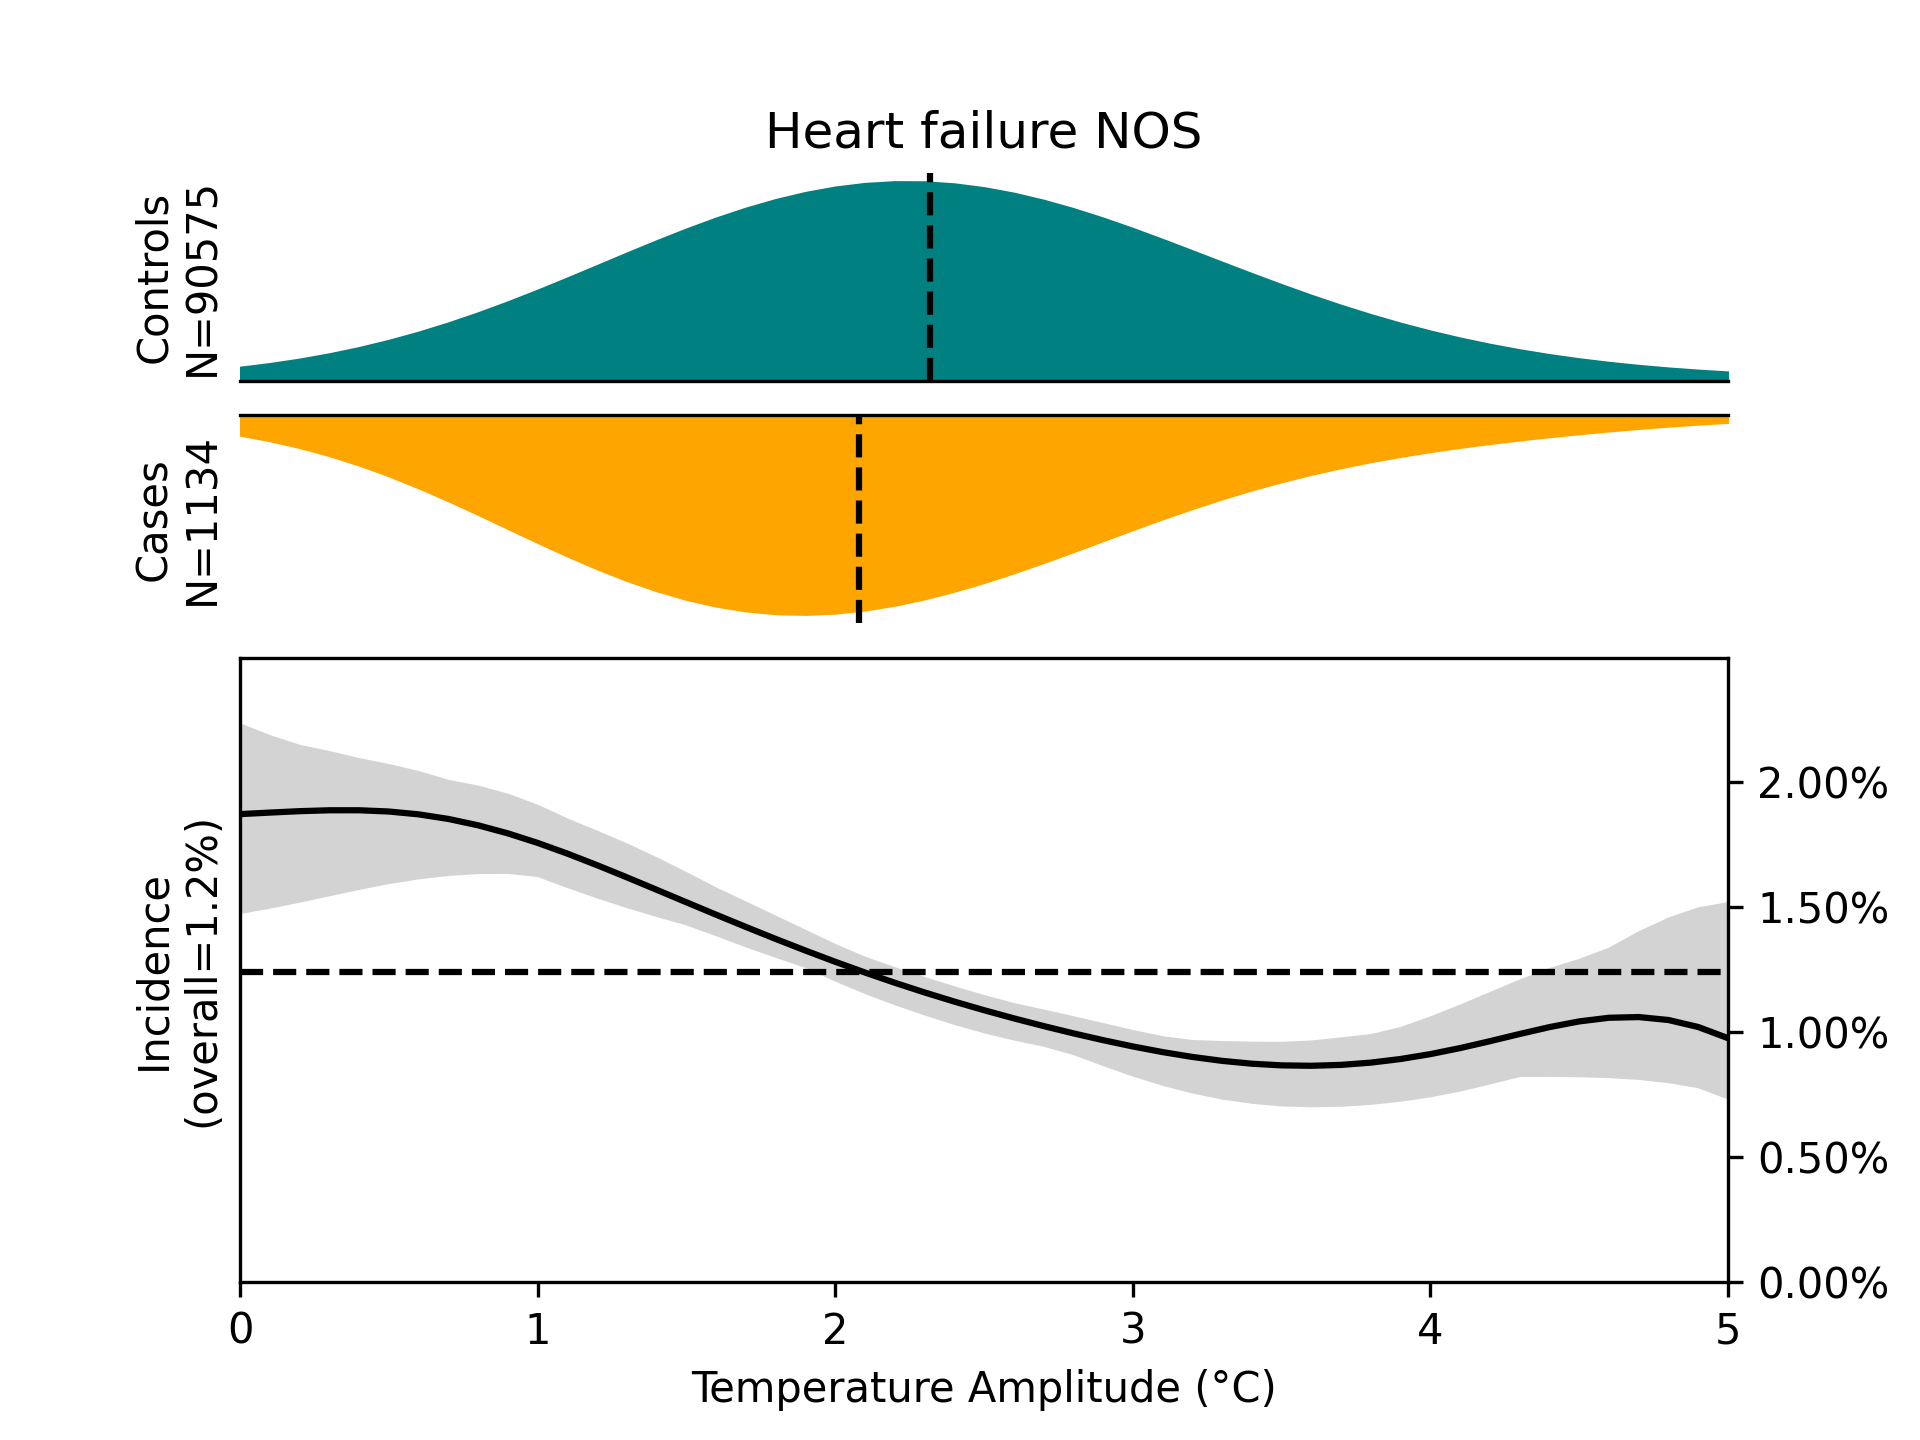 Heart failure NOS
Controls
N=90575
Cases
N=1134
Incidence
(overall=1.2%)
2.00%
1.50%
1.00%
0.50%
0.00%
0 1 2 3 4 5
Temperature Amplitude (°C)